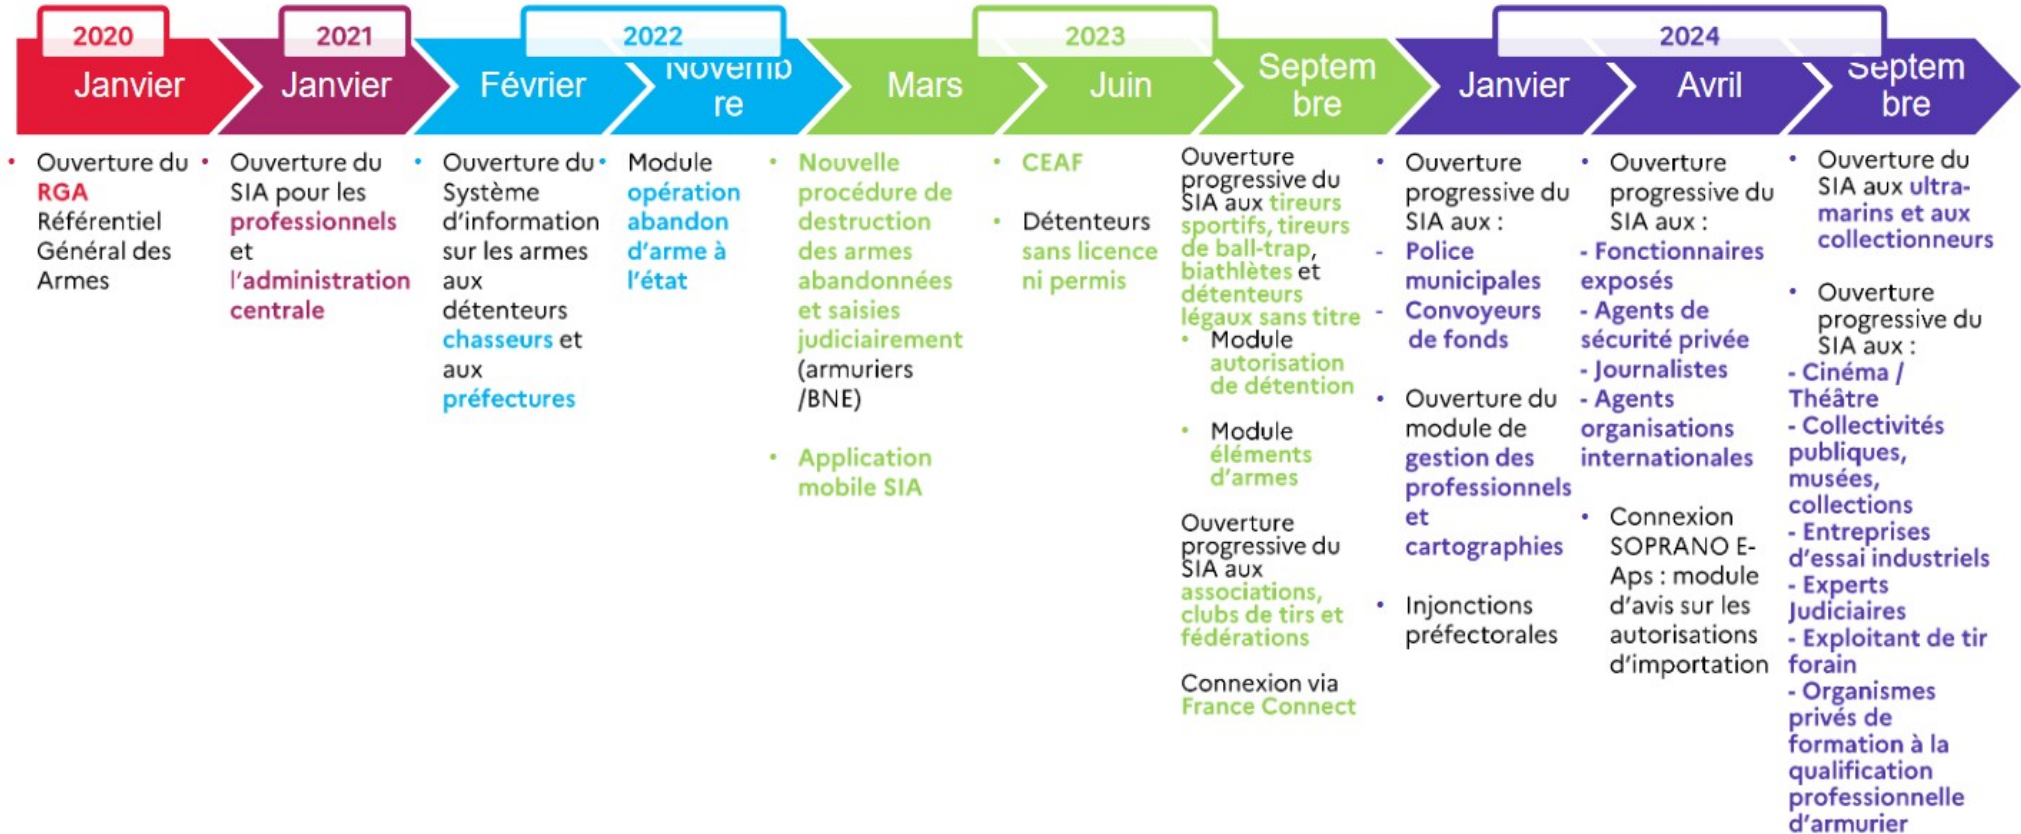 2020
2021
2022
2023
2024
Janvier
Janvier
Février
Novemb
re
Mars
Juin
Septem
bre
Janvier
Avril
Septem
bre
• Ouverture du
RGA
Référentiel
Général des
Armes
• Ouverture du
SIA pour les
professionnels
et
l'administration
centrale
• Ouverture du
Système
d'information
sur les armes
aux
détenteurs
chasseurs et
aux
préfectures
• Module
opération
abandon
d'arme à
l'état
• Nouvelle
procédure de
destruction
des armes
abandonnées
et saisies
judiciairement
(armuriers
/BNE)
• Application
mobile SIA
• CEAF
• Détenteurs
sans licence
ni permis
Ouverture
progressive du
SIA aux tireurs
sportifs, tireurs
de ball-trap,
biathlètes et
détenteurs
légaux sans titre
• Module
autorisation
de détention
• Module
éléments
d'armes
Ouverture
progressive du
SIA aux
associations,
clubs de tirs et
fédérations
Connexion via
France Connect
• Ouverture
progressive du
SIA aux :
- Police
municipales
- Convoyeurs
de fonds
• Ouverture du
module de
gestion des
professionnels
et
cartographies
• Injonctions
préfectorales
• Ouverture
progressive du
SIA aux :
- Fonctionnaires
exposés
- Agents de
sécurité privée
- Journalistes
- Agents
organisations
internationales
• Connexion
SOPRANO E-
Aps : module
d'avis sur les
autorisations
d'importation
• Ouverture du
SIA aux ultra-
marins et aux
collectionneurs
• Ouverture
progressive du
SIA aux :
- Cinéma /
Théâtre
- Collectivités
publiques,
musées,
collections
- Entreprises
d'essai industriels
- Experts
Judiciaires
- Exploitant de tir
forain
- Organismes
privés de
formation à la
qualification
professionnelle
d'armurier